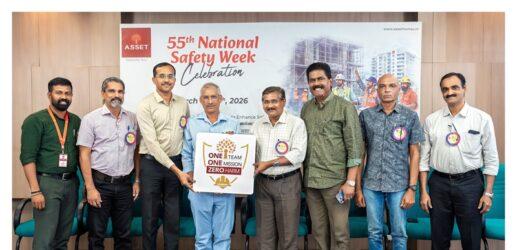 www.assethomes.in
ASSET
55th National
Safety Week
Celebration
2026
ONE TEAM
ONE MISSION
ZERO HARM